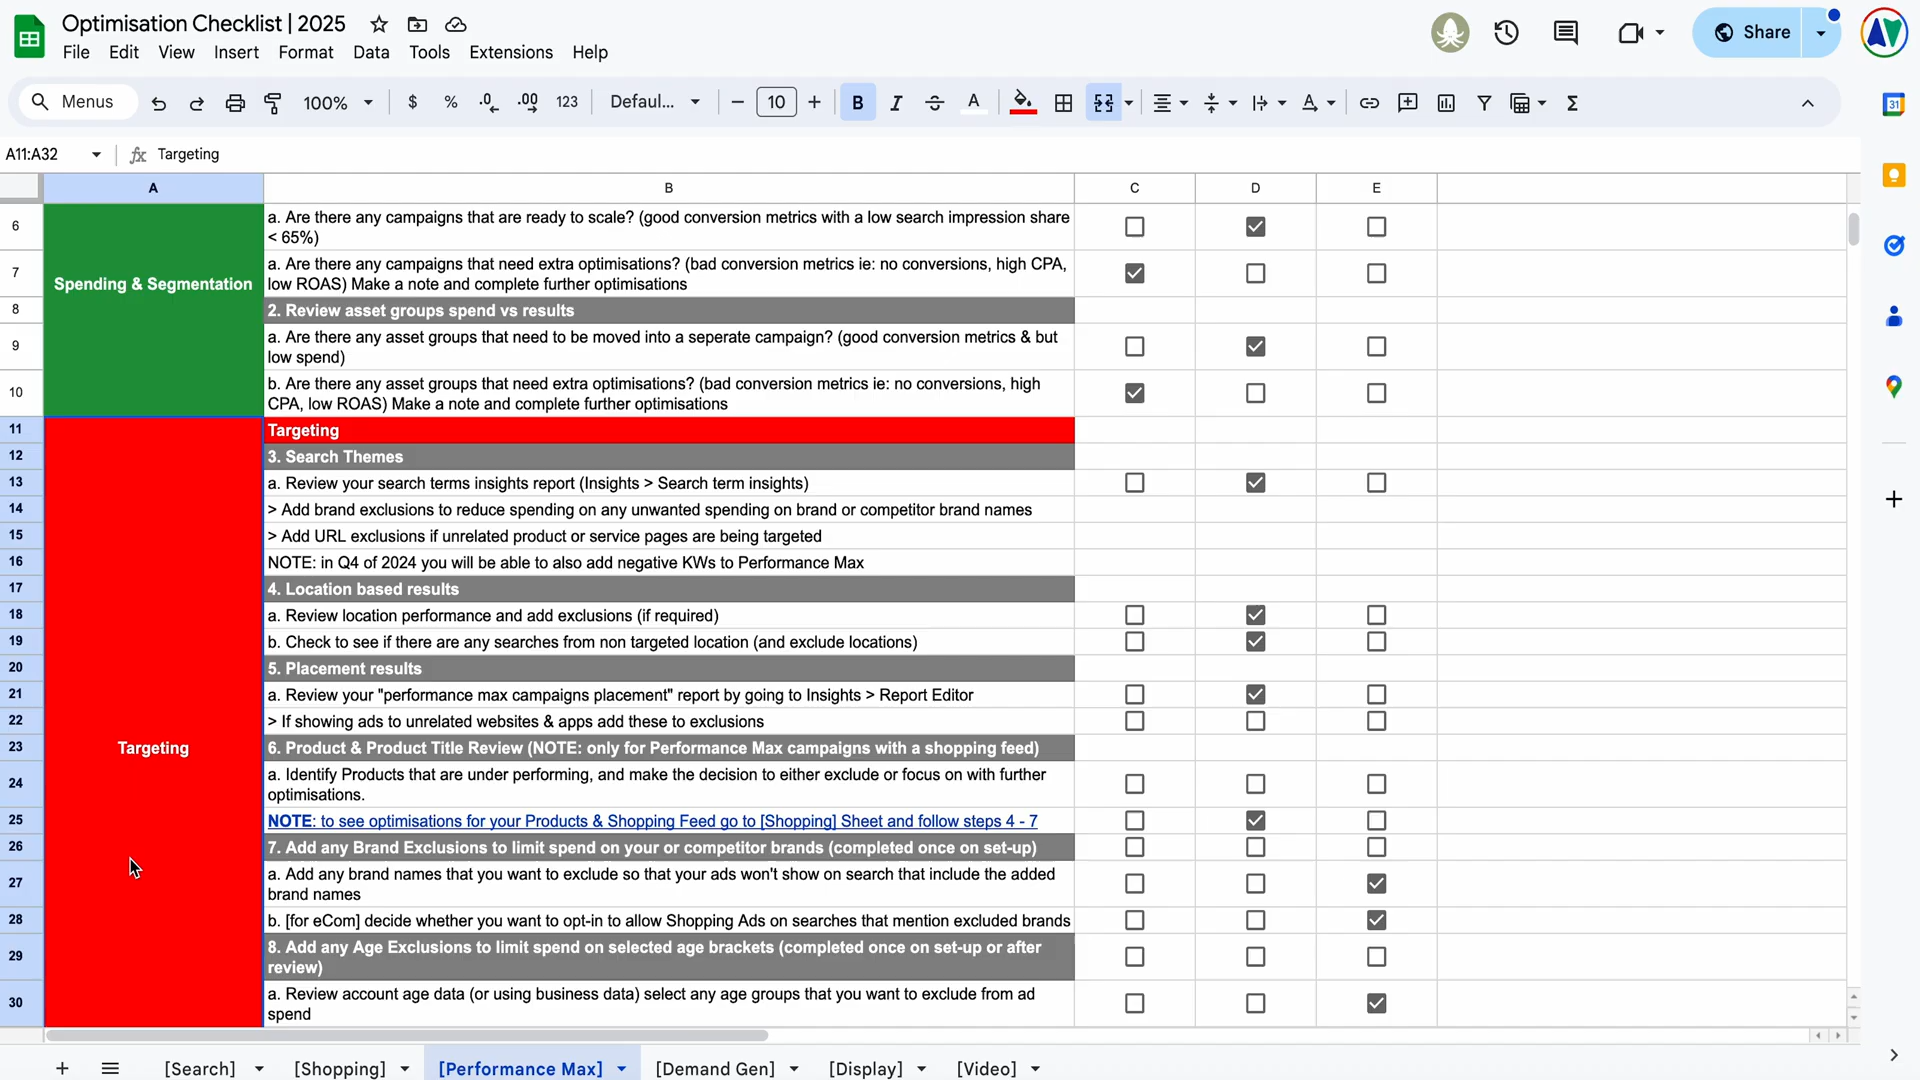 Optimisation Checklist | 2025
File Edit View Insert Format Data Tools Extensions Help
Share
Menus 100% $ % .0 .00 123 Defaul... 10 B I A Σ
31
A11:A32 fx Targeting
A B C D E
6 a. Are there any campaigns that are ready to scale? (good conversion metrics with a low search impression share
< 65%)
7 a. Are there any campaigns that need extra optimisations? (bad conversion metrics ie: no conversions, high CPA,
low ROAS) Make a note and complete further optimisations
Spending & Segmentation
8 2. Review asset groups spend vs results
9 a. Are there any asset groups that need to be moved into a seperate campaign? (good conversion metrics & but
low spend)
10 b. Are there any asset groups that need extra optimisations? (bad conversion metrics ie: no conversions, high
CPA, low ROAS) Make a note and complete further optimisations
11 Targeting
12 3. Search Themes
13 a. Review your search terms insights report (Insights > Search term insights)
14 > Add brand exclusions to reduce spending on any unwanted spending on brand or competitor brand names
15 > Add URL exclusions if unrelated product or service pages are being targeted
16 NOTE: in Q4 of 2024 you will be able to also add negative KWs to Performance Max
17 4. Location based results
18 a. Review location performance and add exclusions (if required)
19 b. Check to see if there are any searches from non targeted location (and exclude locations)
20 5. Placement results
21 a. Review your "performance max campaigns placement" report by going to Insights > Report Editor
22 > If showing ads to unrelated websites & apps add these to exclusions
23 Targeting 6. Product & Product Title Review (NOTE: only for Performance Max campaigns with a shopping feed)
24 a. Identify Products that are under performing, and make the decision to either exclude or focus on with further
optimisations.
25 NOTE: to see optimisations for your Products & Shopping Feed go to [Shopping] Sheet and follow steps 4 - 7
26 7. Add any Brand Exclusions to limit spend on your or competitor brands (completed once on set-up)
27 a. Add any brand names that you want to exclude so that your ads won't show on search that include the added
brand names
28 b. [for eCom] decide whether you want to opt-in to allow Shopping Ads on searches that mention excluded brands
29 8. Add any Age Exclusions to limit spend on selected age brackets (completed once on set-up or after
review)
30 a. Review account age data (or using business data) select any age groups that you want to exclude from ad
spend
[Search] [Shopping] [Performance Max] [Demand Gen] [Display] [Video]